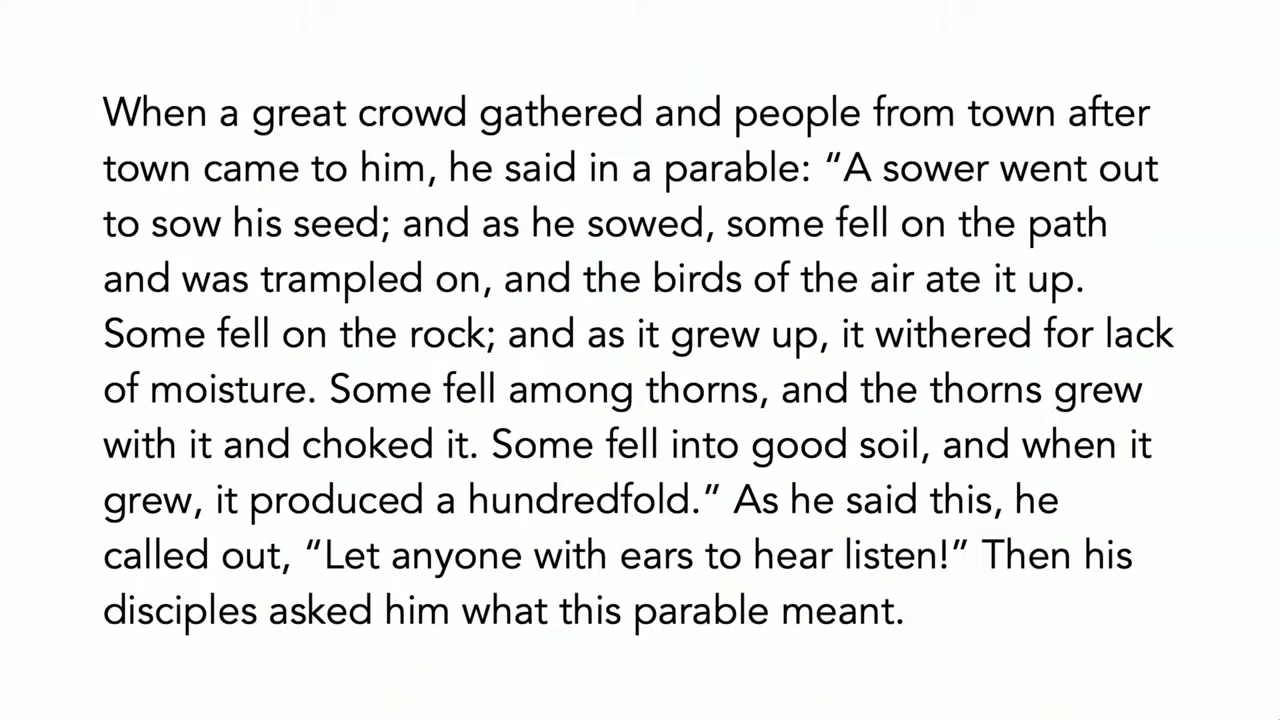 When a great crowd gathered and people from town after
town came to him, he said in a parable: “A sower went out
to sow his seed; and as he sowed, some fell on the path
and was trampled on, and the birds of the air ate it up.
Some fell on the rock; and as it grew up, it withered for lack
of moisture. Some fell among thorns, and the thorns grew
with it and choked it. Some fell into good soil, and when it
grew, it produced a hundredfold.” As he said this, he
called out, “Let anyone with ears to hear listen!” Then his
disciples asked him what this parable meant.